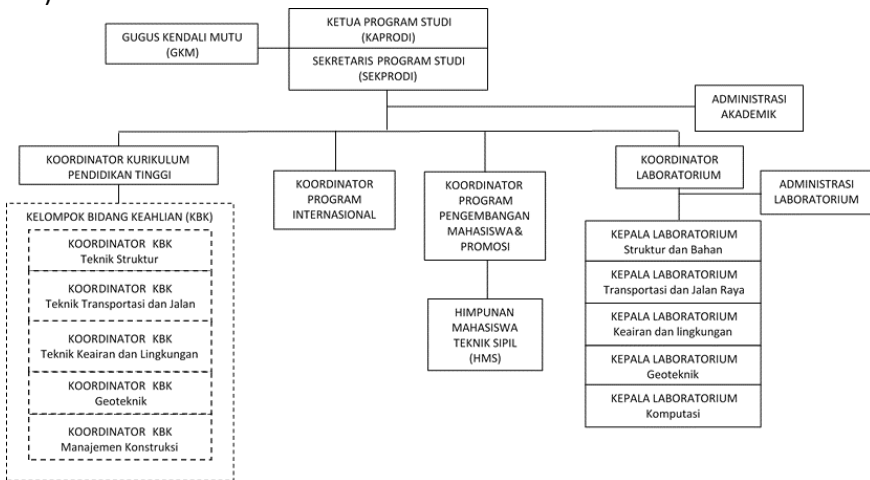 KETUA PROGRAM STUDI
(KAPRODI)
GUGUS KENDALI MUTU
(GKM)
SEKRETARIS PROGRAM STUDI
(SEKPRODI)
ADMINISTRASI
AKADEMIK
KOORDINATOR KURIKULUM
PENDIDIKAN TINGGI
KOORDINATOR
PROGRAM
INTERNASIONAL
KOORDINATOR
PROGRAM
PENGEMBANGAN
MAHASISWA&
PROMOSI
KOORDINATOR
LABORATORIUM
ADMINISTRASI
LABORATORIUM
KELOMPOK BIDANG KEAHLIAN (KBK)
KOORDINATOR KBK
Teknik Struktur
KOORDINATOR KBK
Teknik Transportasi dan Jalan
KOORDINATOR KBK
Teknik Keairan dan Lingkungan
KOORDINATOR KBK
Geoteknik
KOORDINATOR KBK
Manajemen Konstruksi
HIMPUNAN
MAHASISWA
TEKNIK SIPIL
(HMS)
KEPALA LABORATORIUM
Struktur dan Bahan
KEPALA LABORATORIUM
Transportasi dan Jalan Raya
KEPALA LABORATORIUM
Keairan dan lingkungan
KEPALA LABORATORIUM
Geoteknik
KEPALA LABORATORIUM
Komputasi